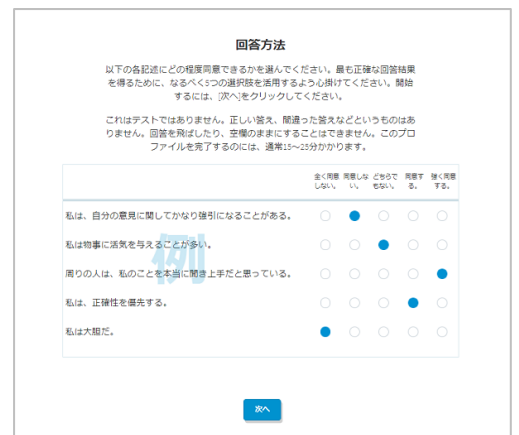 回答方法
以下の各記述にどの程度同意できるかを選んでください。最も正確な回答結果
を得るために、なるべく5つの選択肢を活用するよう心掛けてください。開始
するには、[次へ]をクリックしてください。
これはテストではありません。正しい答え、間違った答えなどというものはあ
りません。回答を飛ばしたり、空欄のままにすることはできません。このプロ
ファイルを完了するのには、通常15～25分かかります。
全く同意 同意しな どちらで 同意す 強く同意
しない。 い。 もない。 る。 する。
私は、自分の意見に関してかなり強引になることがある。
私は物事に活気を与えることが多い。
例
周りの人は、私のことを本当に聞き上手だと思っている。
私は、正確性を優先する。
私は大胆だ。
次へ